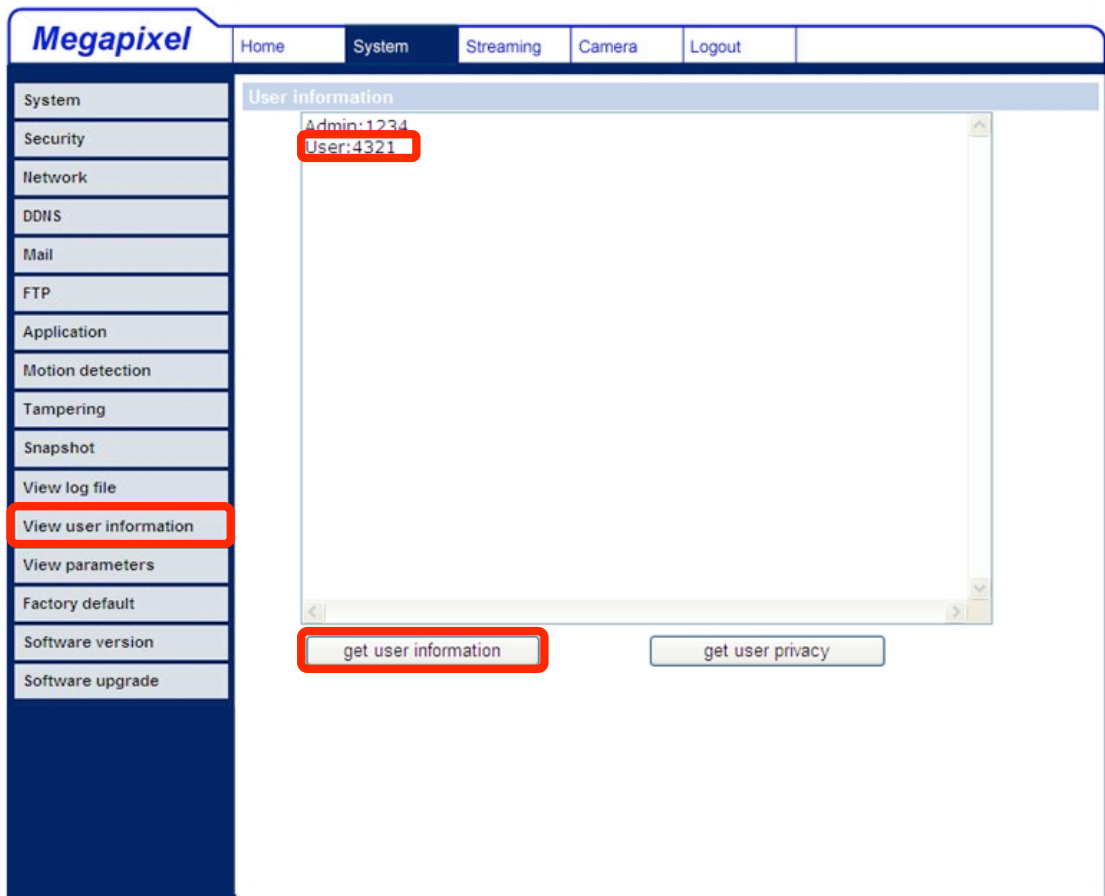 Megapixel
Home System Streaming Camera Logout
System
Security
Network
DDNS
Mail
FTP
Application
Motion detection
Tampering
Snapshot
View log file
View user information
View parameters
Factory default
Software version
Software upgrade
User information
Admin:1234
User:4321
get user information get user privacy